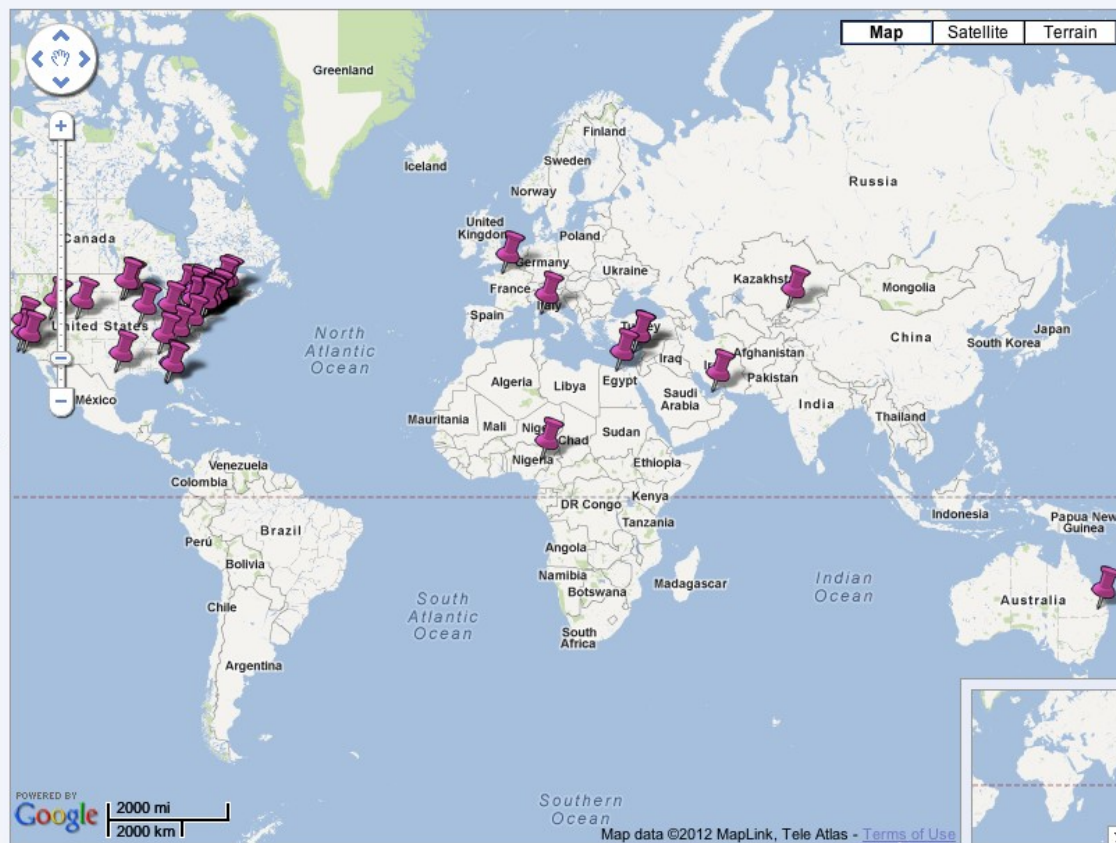 Map
Satellite
Terrain
Greenland
Iceland
Finland
Sweden
Norway
Russia
United
Kingdom
Poland
Canada
Germany
Ukraine
Kazakhst
Mongolia
France
Italy
United States
Spain
Turkey
China
Japan
South Korea
North
Atlantic
Ocean
Iraq
Afghanistan
Ir
Algeria
Libya
Egypt
Pakistan
México
Saudi
Arabia
India
Mauritania
Mali
Nige
Chad
Sudan
Thailand
Nigeria
Ethiopia
Venezuela
Colombia
Kenya
DR Congo
Indonesia
Papua New
Guinea
Brazil
Tanzania
Perú
Angola
Bolivia
Namibia
Botswana
Madagascar
Indian
Ocean
Chile
South
Atlantic
Ocean
Australia
South
Africa
Argentina
POWERED BY
Google
2000 mi
2000 km
Southern
Ocean
Map data ©2012 MapLink, Tele Atlas - Terms of Use